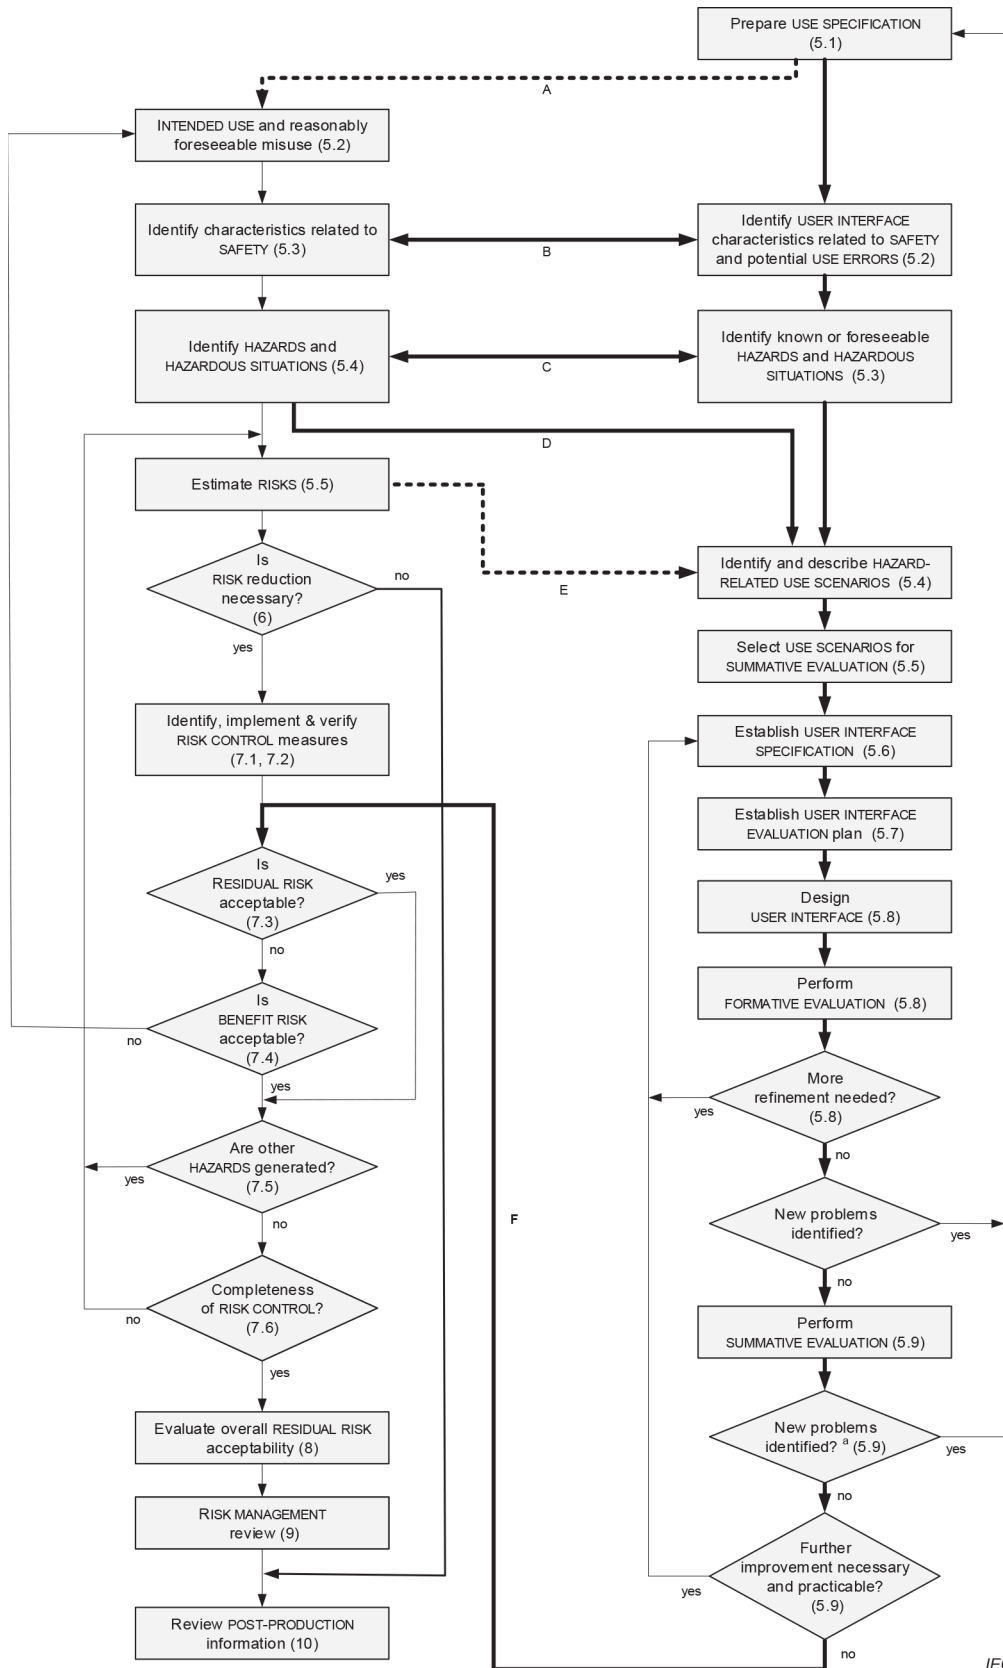 Prepare USE SPECIFICATION
(5.1)
A
INTENDED USE and reasonably
foreseeable misuse (5.2)
Identify characteristics related to
SAFETY (5.3)
B
Identify USER INTERFACE
characteristics related to SAFETY
and potential USE ERRORS (5.2)
Identify HAZARDS and
HAZARDOUS SITUATIONS (5.4)
C
Identify known or foreseeable
HAZARDS and HAZARDOUS
SITUATIONS (5.3)
D
Estimate RISKS (5.5)
E
Is
RISK reduction
necessary?
(6)
no
yes
Identify, implement & verify
RISK CONTROL measures
(7.1, 7.2)
Is
RESIDUAL RISK
acceptable?
(7.3)
yes
no
Is
BENEFIT RISK
acceptable?
(7.4)
no
yes
Are other
HAZARDS generated?
(7.5)
yes
no
Completeness
of RISK CONTROL?
(7.6)
no
yes
Evaluate overall RESIDUAL RISK
acceptability (8)
RISK MANAGEMENT
review (9)
Review POST-PRODUCTION
information (10)
F
Identify and describe HAZARD-
RELATED USE SCENARIOS (5.4)
Select USE SCENARIOS for
SUMMATIVE EVALUATION (5.5)
Establish USER INTERFACE
SPECIFICATION (5.6)
Establish USER INTERFACE
EVALUATION plan (5.7)
Design
USER INTERFACE (5.8)
Perform
FORMATIVE EVALUATION (5.8)
More
refinement needed?
(5.8)
yes
no
New problems
identified?
yes
no
Perform
SUMMATIVE EVALUATION (5.9)
New problems
identified? a (5.9)
yes
no
Further
improvement necessary
and practicable?
(5.9)
yes
no